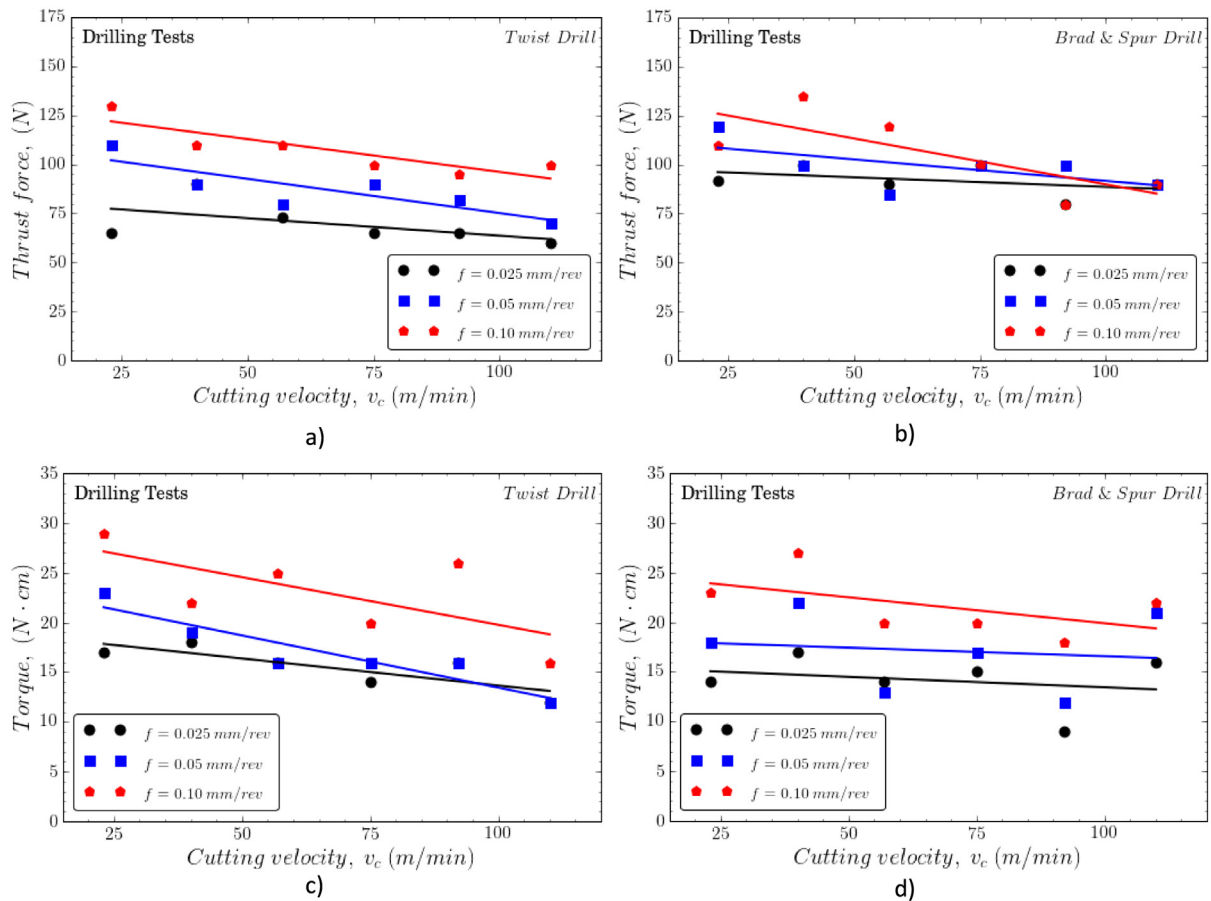 Drilling Tests
Twist Drill
175
150
125
100
75
50
25
0
Thrust force, (N)
f = 0.025 mm/rev
f = 0.05 mm/rev
f = 0.10 mm/rev
25 50 75 100
Cutting velocity, v_c (m/min)
a)
Drilling Tests
Brad & Spur Drill
175
150
125
100
75
50
25
0
Thrust force, (N)
f = 0.025 mm/rev
f = 0.05 mm/rev
f = 0.10 mm/rev
25 50 75 100
Cutting velocity, v_c (m/min)
b)
Drilling Tests
Twist Drill
35
30
25
20
15
10
5
0
Torque, (N · cm)
f = 0.025 mm/rev
f = 0.05 mm/rev
f = 0.10 mm/rev
25 50 75 100
Cutting velocity, v_c (m/min)
c)
Drilling Tests
Brad & Spur Drill
35
30
25
20
15
10
5
0
Torque, (N · cm)
f = 0.025 mm/rev
f = 0.05 mm/rev
f = 0.10 mm/rev
25 50 75 100
Cutting velocity, v_c (m/min)
d)